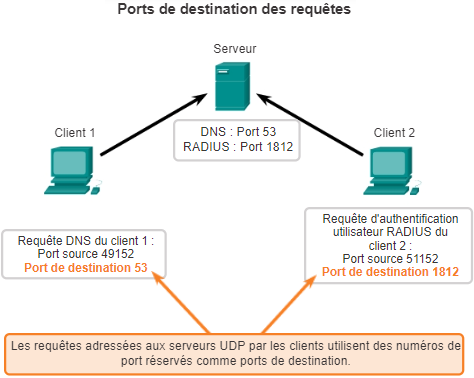 Ports de destination des requêtes
Serveur
DNS : Port 53
RADIUS : Port 1812
Client 1
Client 2
Requête DNS du client 1 :
Port source 49152
Port de destination 53
Requête d'authentification
utilisateur RADIUS du
client 2 :
Port source 51152
Port de destination 1812
Les requêtes adressées aux serveurs UDP par les clients utilisent des numéros de
port réservés comme ports de destination.